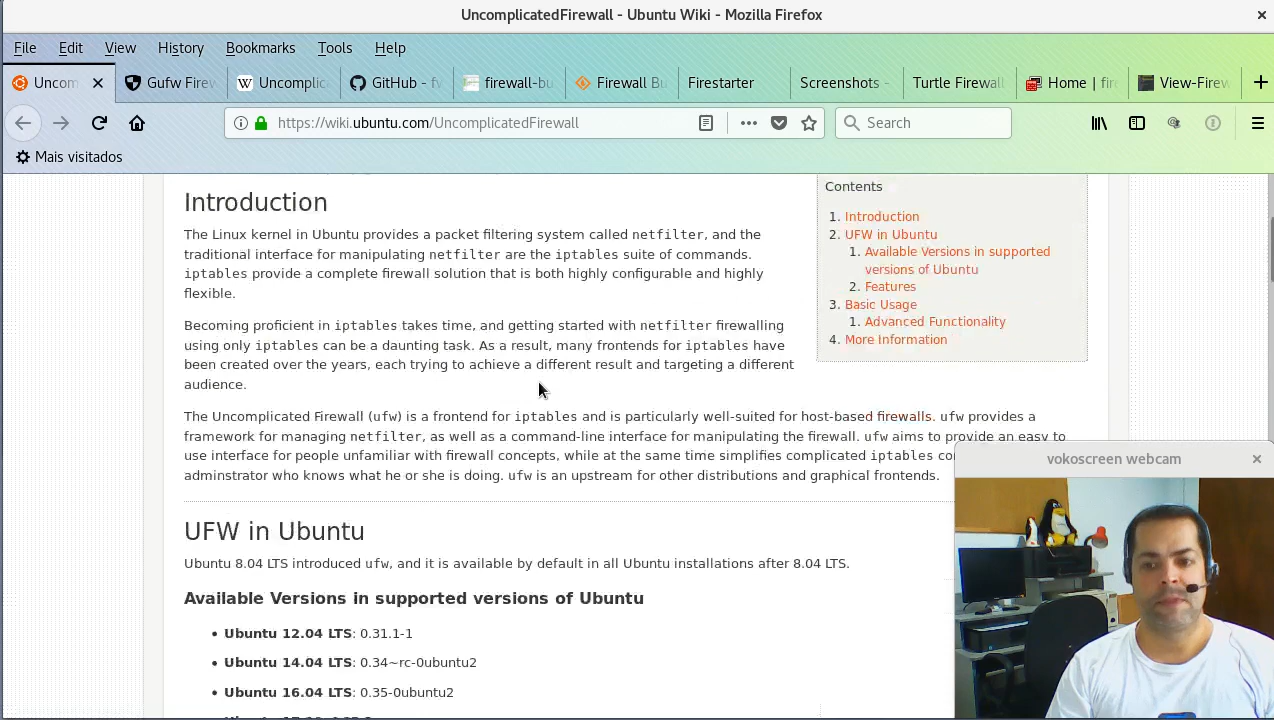 UncomplicatedFirewall - Ubuntu Wiki - Mozilla Firefox
File Edit View History Bookmarks Tools Help
Uncom Gufw Firew Uncomplic GitHub - fw firewall-bu Firewall Bu Firestarter Screenshots - Turtle Firewall Home | fire View-Firew
https://wiki.ubuntu.com/UncomplicatedFirewall Search
Mais visitados
Introduction
The Linux kernel in Ubuntu provides a packet filtering system called netfilter, and the
traditional interface for manipulating netfilter are the iptables suite of commands.
iptables provide a complete firewall solution that is both highly configurable and highly
flexible.
Becoming proficient in iptables takes time, and getting started with netfilter firewalling
using only iptables can be a daunting task. As a result, many frontends for iptables have
been created over the years, each trying to achieve a different result and targeting a different
audience.
Contents
1. Introduction
2. UFW in Ubuntu
1. Available Versions in supported
versions of Ubuntu
2. Features
3. Basic Usage
1. Advanced Functionality
4. More Information
The Uncomplicated Firewall (ufw) is a frontend for iptables and is particularly well-suited for host-based firewalls. ufw provides a
framework for managing netfilter, as well as a command-line interface for manipulating the firewall. ufw aims to provide an easy to
use interface for people unfamiliar with firewall concepts, while at the same time simplifies complicated iptables co
adminstrator who knows what he or she is doing. ufw is an upstream for other distributions and graphical frontends.
UFW in Ubuntu
Ubuntu 8.04 LTS introduced ufw, and it is available by default in all Ubuntu installations after 8.04 LTS.
Available Versions in supported versions of Ubuntu
• Ubuntu 12.04 LTS: 0.31.1-1
• Ubuntu 14.04 LTS: 0.34~rc-0ubuntu2
• Ubuntu 16.04 LTS: 0.35-0ubuntu2
vokoscreen webcam